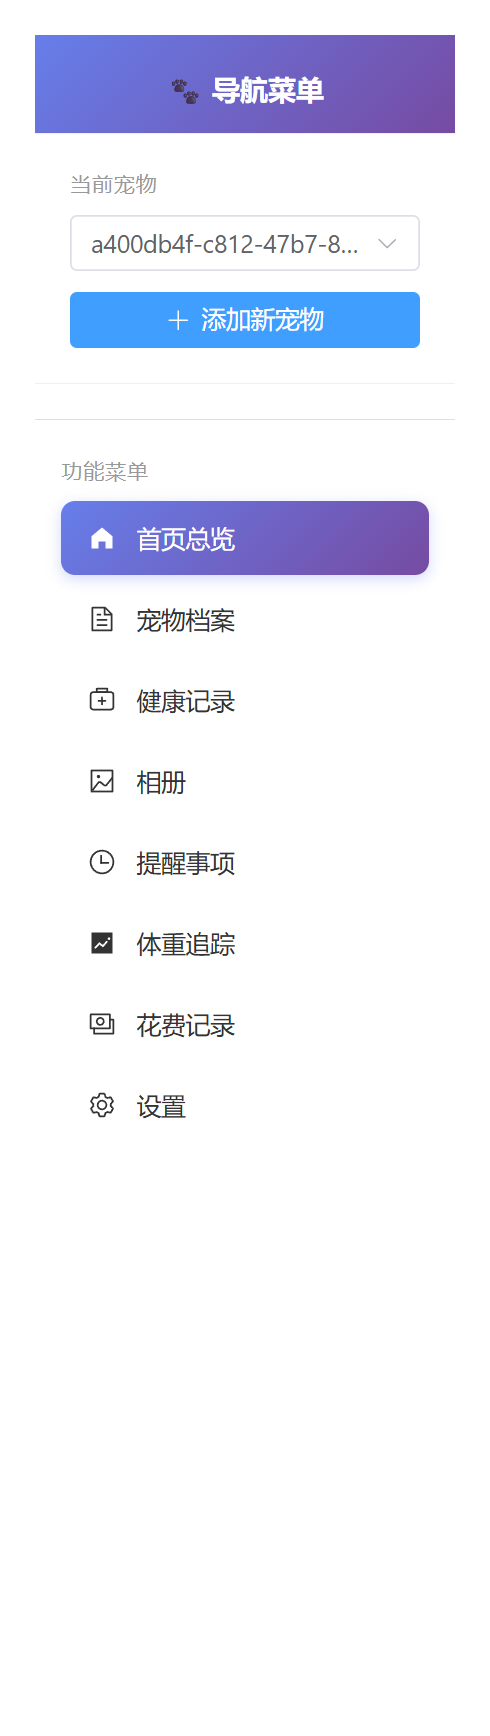 🐾 导航菜单
当前宠物
a400db4f-c812-47b7-8...
添加新宠物
功能菜单
首页总览
宠物档案
健康记录
相册
提醒事项
体重追踪
花费记录
设置